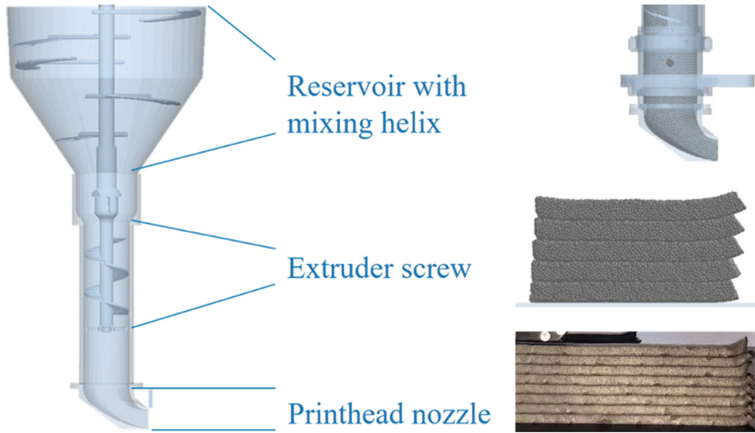 Reservoir with
mixing helix
Extruder screw
Printhead nozzle